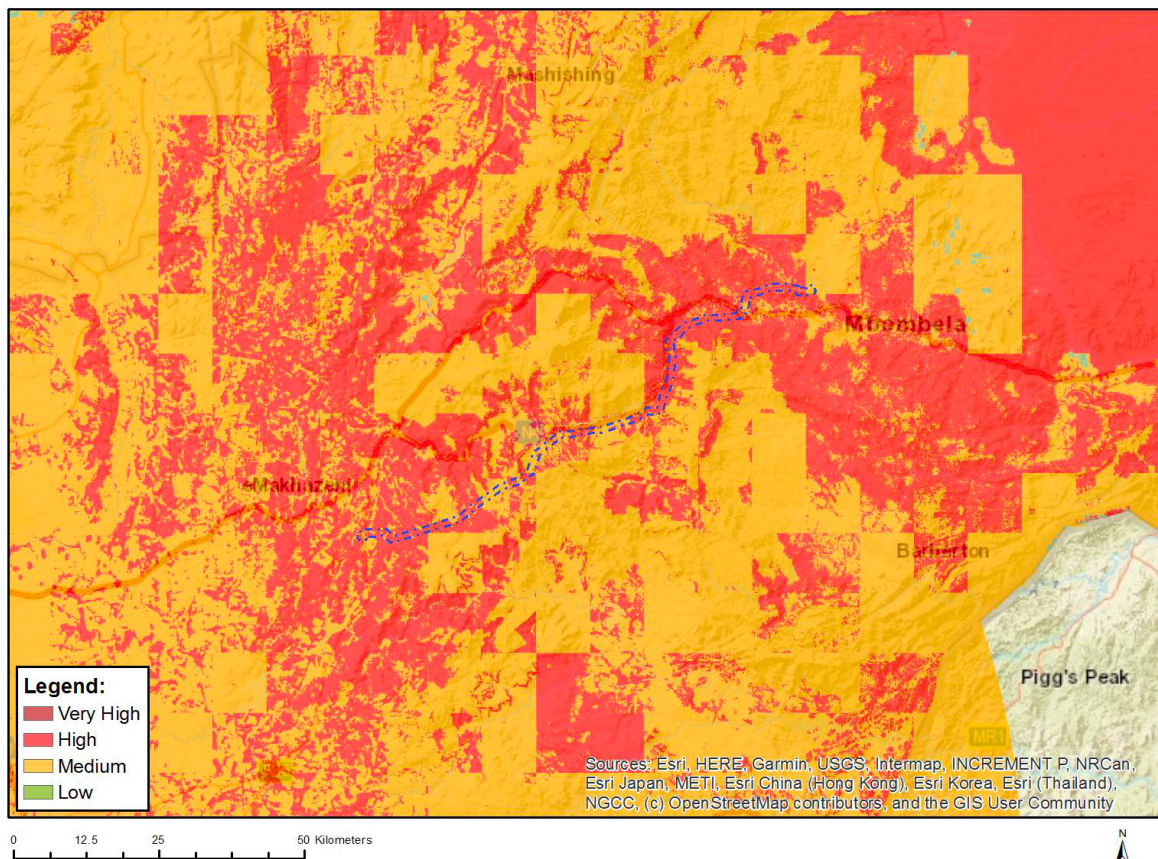 Mashishing
Mbombela
Makhazeni
Barberton
Pigg's Peak
MR1
Legend:
Very High
High
Medium
Low
Sources: Esri, HERE, Garmin, USGS, Intermap, INCREMENT P, NRCan,
Esri Japan, METI, Esri China (Hong Kong), Esri Korea, Esri (Thailand),
NGCC, (c) OpenStreetMap contributors, and the GIS User Community
0 12.5 25 50 Kilometers
N